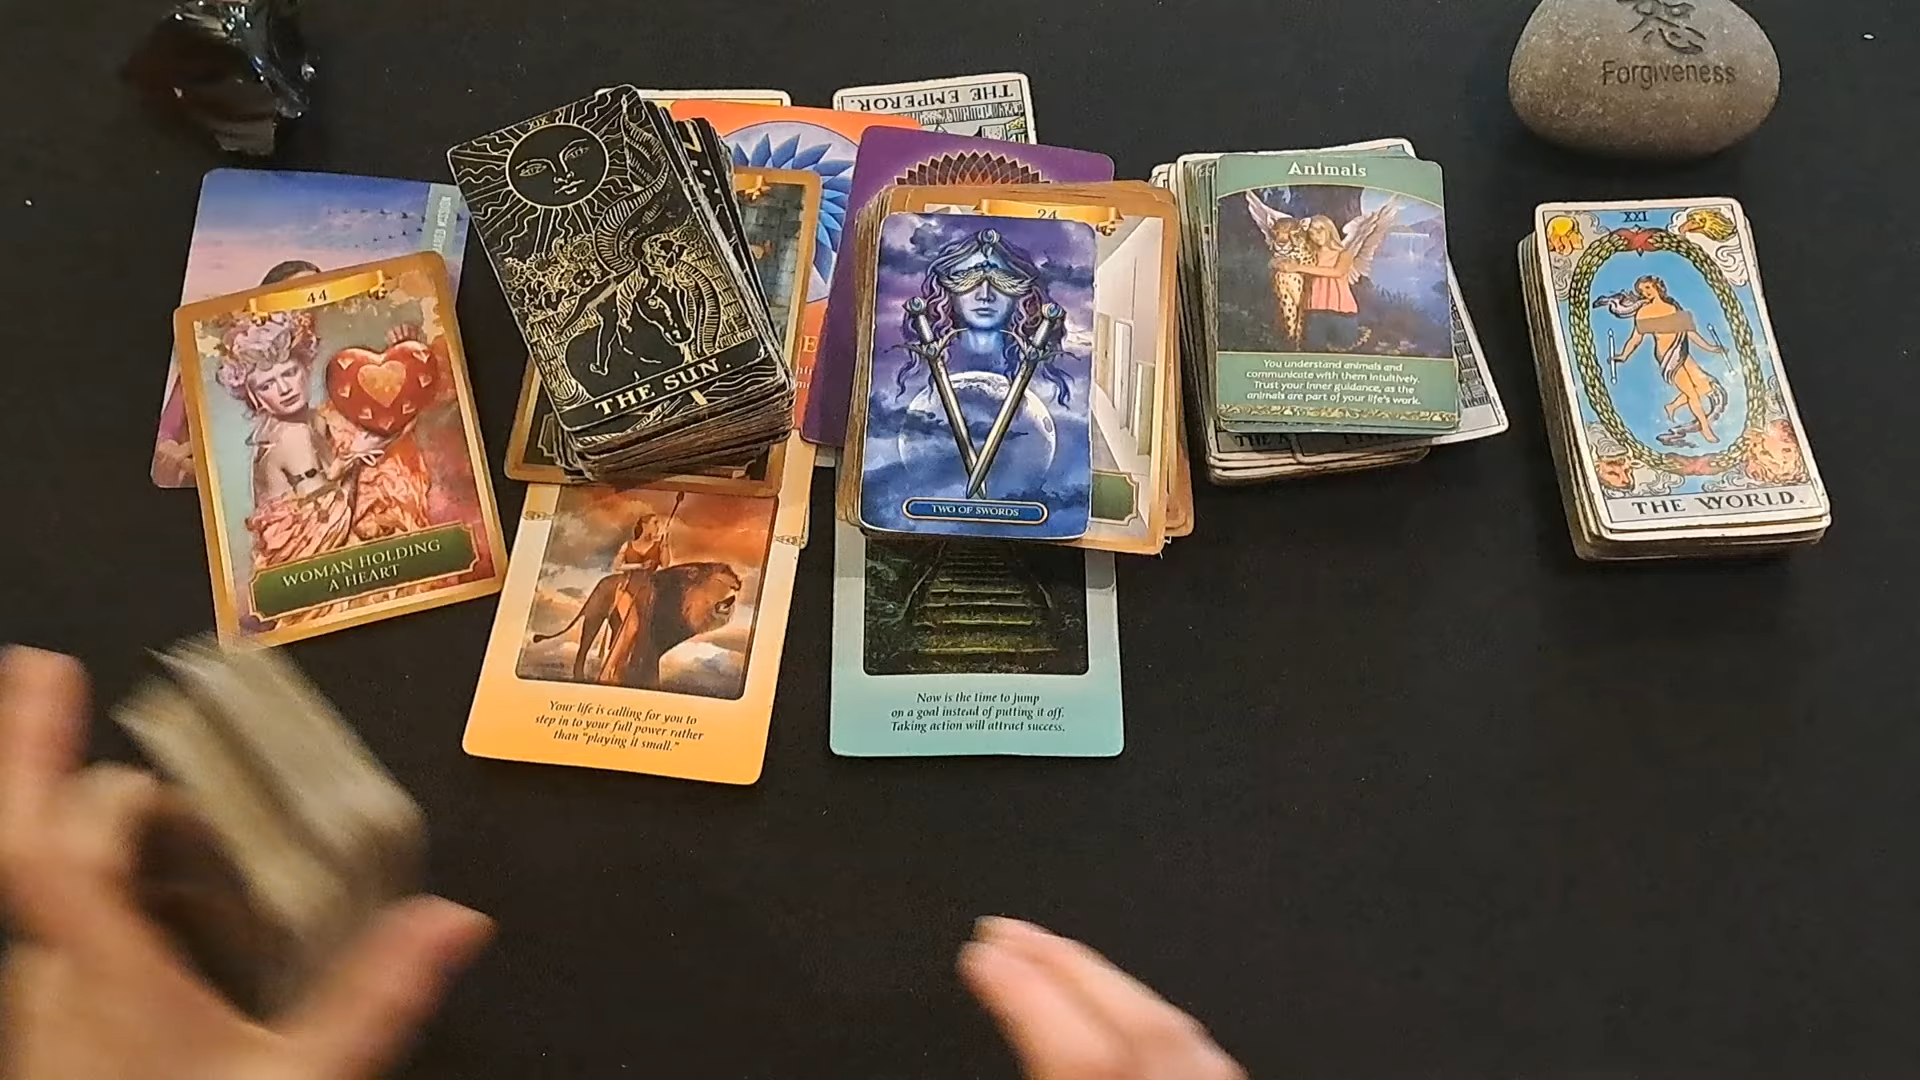 Forgiveness
THE EMPEROR.
XIX
THE SUN.
44
WOMAN HOLDING
A HEART
24
TWO OF SWORDS
Animals
You understand animals and
communicate with them intuitively.
Trust your inner guidance, as the
animals are part of your life's work.
XXI
THE WORLD.
Your life is calling for you to
step in to your full power rather
than "playing it small."
Now is the time to jump
on a goal instead of putting it off.
Taking action will attract success.